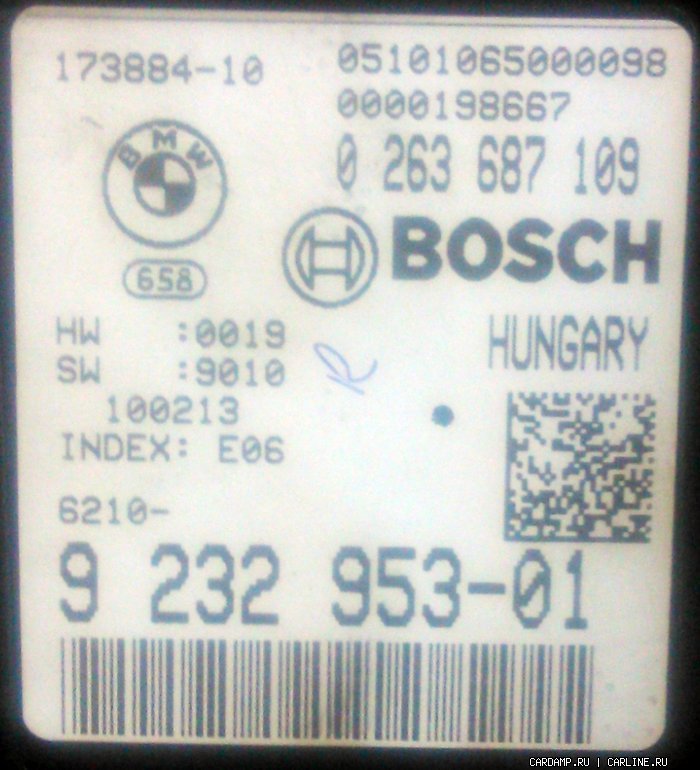 173884-10
05101065000098
0000198667
0 263 687 109
BMW
BOSCH
658
HW :0019
HUNGARY
SW :9010
100213
INDEX: E06
6210-
9 232 953-01
CARDAMP.RU | CARLINE.RU